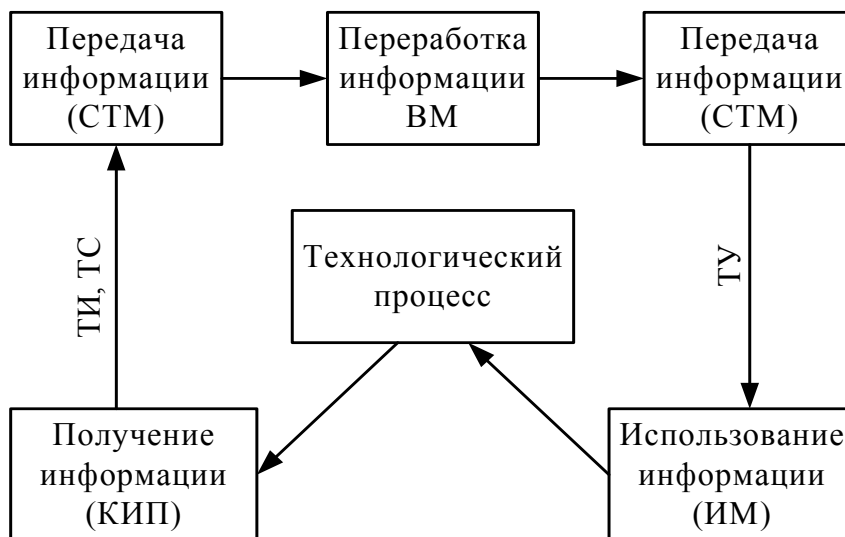 Передача
информации
(СТМ)
Переработка
информации
ВМ
Передача
информации
(СТМ)
ТИ, ТС
Технологический
процесс
ТУ
Получение
информации
(КИП)
Использование
информации
(ИМ)